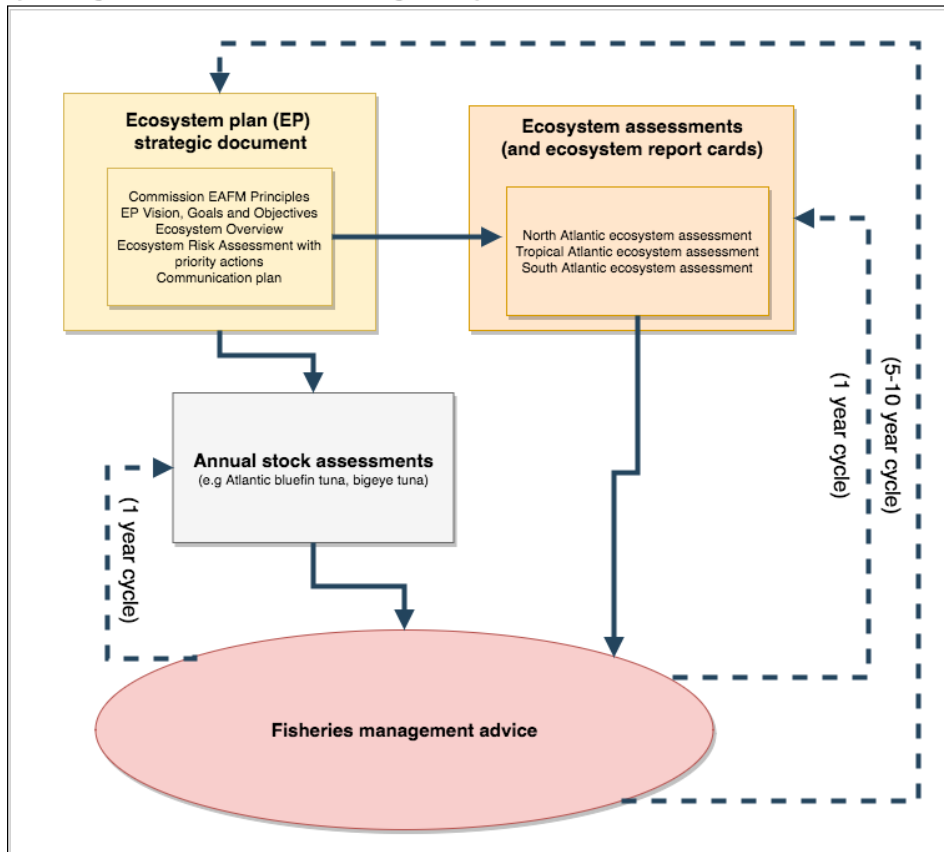 Ecosystem plan (EP)
strategic document
Commission EAFM Principles
EP Vision, Goals and Objectives
Ecosystem Overview
Ecosystem Risk Assessment with
priority actions
Communication plan
Ecosystem assessments
(and ecosystem report cards)
North Atlantic ecosystem assessment
Tropical Atlantic ecosystem assessment
South Atlantic ecosystem assessment
Annual stock assessments
(e.g Atlantic bluefin tuna, bigeye tuna)
(1 year cycle)
(1 year cycle)
(5-10 year cycle)
Fisheries management advice